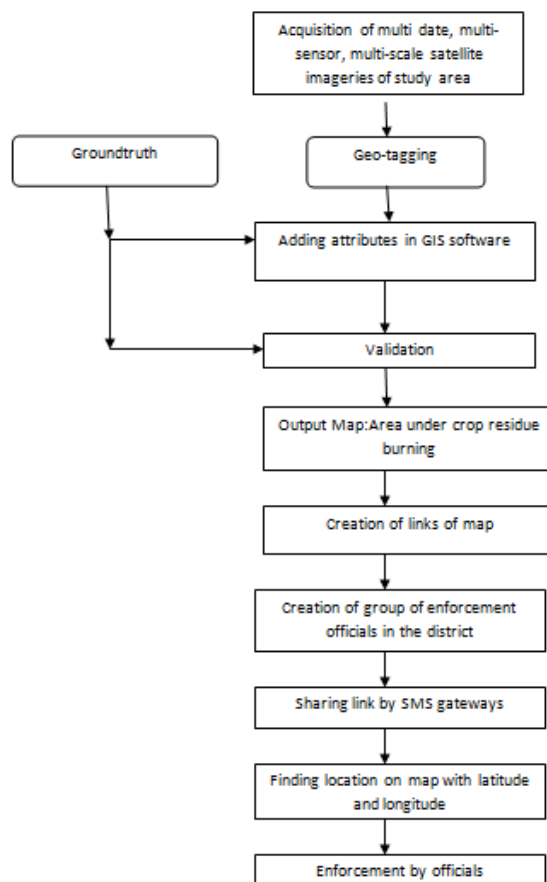 Acquisition of multi date, multi-
sensor, multi-scale satellite
imageries of study area
Groundtruth
Geo-tagging
Adding attributes in GIS software
Validation
Output Map:Area under crop residue
burning
Creation of links of map
Creation of group of enforcement
officials in the district
Sharing link by SMS gateways
Finding location on map with latitude
and longitude
Enforcement by officials